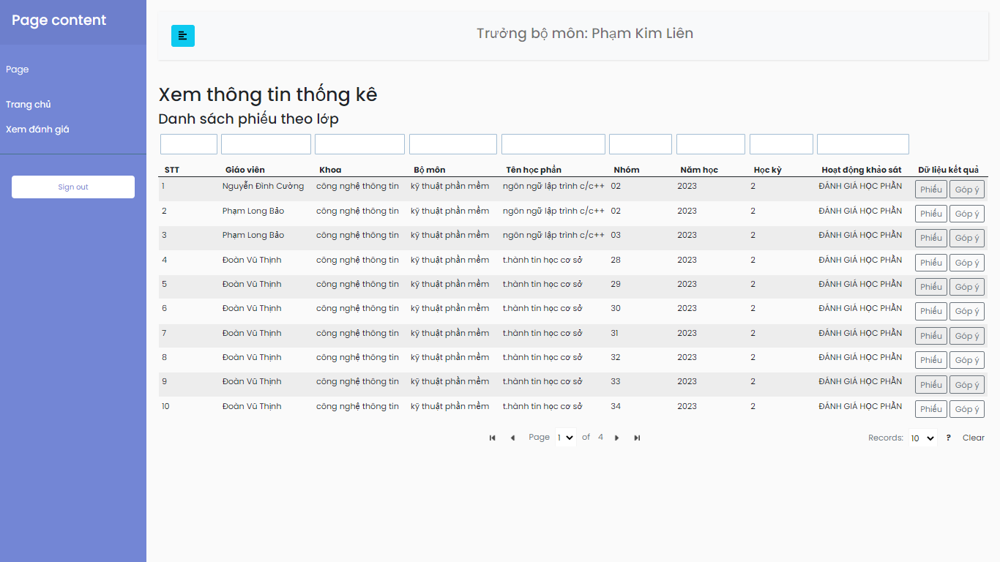 Page content
Page
Trang chủ
Xem đánh giá
Sign out
Trưởng bộ môn: Phạm Kim Liên
Xem thông tin thống kê
Danh sách phiếu theo lớp
STT Giáo viên Khoa Bộ môn Tên học phần Nhóm Năm học Học kỳ Hoạt động khảo sát Dữ liệu kết quả
1 Nguyễn Đình Cường công nghệ thông tin kỹ thuật phần mềm ngôn ngữ lập trình c/c++ 02 2023 2 ĐÁNH GIÁ HỌC PHẦN Phiếu Góp ý
2 Phạm Long Bảo công nghệ thông tin kỹ thuật phần mềm ngôn ngữ lập trình c/c++ 02 2023 2 ĐÁNH GIÁ HỌC PHẦN Phiếu Góp ý
3 Phạm Long Bảo công nghệ thông tin kỹ thuật phần mềm ngôn ngữ lập trình c/c++ 03 2023 2 ĐÁNH GIÁ HỌC PHẦN Phiếu Góp ý
4 Đoàn Vũ Thịnh công nghệ thông tin kỹ thuật phần mềm t.hành tin học cơ sở 28 2023 2 ĐÁNH GIÁ HỌC PHẦN Phiếu Góp ý
5 Đoàn Vũ Thịnh công nghệ thông tin kỹ thuật phần mềm t.hành tin học cơ sở 29 2023 2 ĐÁNH GIÁ HỌC PHẦN Phiếu Góp ý
6 Đoàn Vũ Thịnh công nghệ thông tin kỹ thuật phần mềm t.hành tin học cơ sở 30 2023 2 ĐÁNH GIÁ HỌC PHẦN Phiếu Góp ý
7 Đoàn Vũ Thịnh công nghệ thông tin kỹ thuật phần mềm t.hành tin học cơ sở 31 2023 2 ĐÁNH GIÁ HỌC PHẦN Phiếu Góp ý
8 Đoàn Vũ Thịnh công nghệ thông tin kỹ thuật phần mềm t.hành tin học cơ sở 32 2023 2 ĐÁNH GIÁ HỌC PHẦN Phiếu Góp ý
9 Đoàn Vũ Thịnh công nghệ thông tin kỹ thuật phần mềm t.hành tin học cơ sở 33 2023 2 ĐÁNH GIÁ HỌC PHẦN Phiếu Góp ý
10 Đoàn Vũ Thịnh công nghệ thông tin kỹ thuật phần mềm t.hành tin học cơ sở 34 2023 2 ĐÁNH GIÁ HỌC PHẦN Phiếu Góp ý
Page 1 of 4 Records: 10 ? Clear